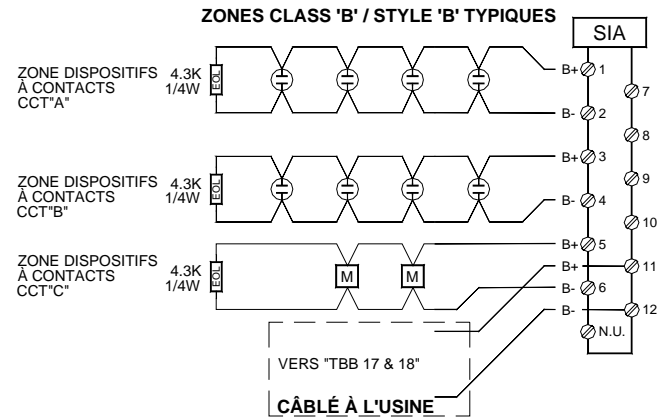 ZONES CLASS 'B' / STYLE 'B' TYPIQUES
SIA
ZONE DISPOSITIFS
À CONTACTS
CCT"A"
4.3K
1/4W
EOL
B+ 1
7
B- 2
8
B+ 3
ZONE DISPOSITIFS
À CONTACTS
CCT"B"
4.3K
1/4W
EOL
9
B- 4
10
B+ 5
ZONE DISPOSITIFS
À CONTACTS
CCT"C"
4.3K
1/4W
EOL
M
M
B+ 11
B- 6
B- 12
N.U.
VERS "TBB 17 & 18"
CÂBLÉ À L'USINE